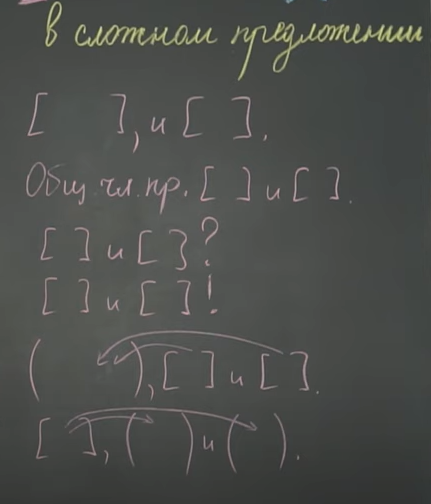 в сложном предложении
[ ], и [ ].
Общ. чл. пр. [ ] и [ ].
[ ] и [ ]?
[ ] и [ ]!
( ), [ ] и [ ].
[ ], ( ) и ( ).